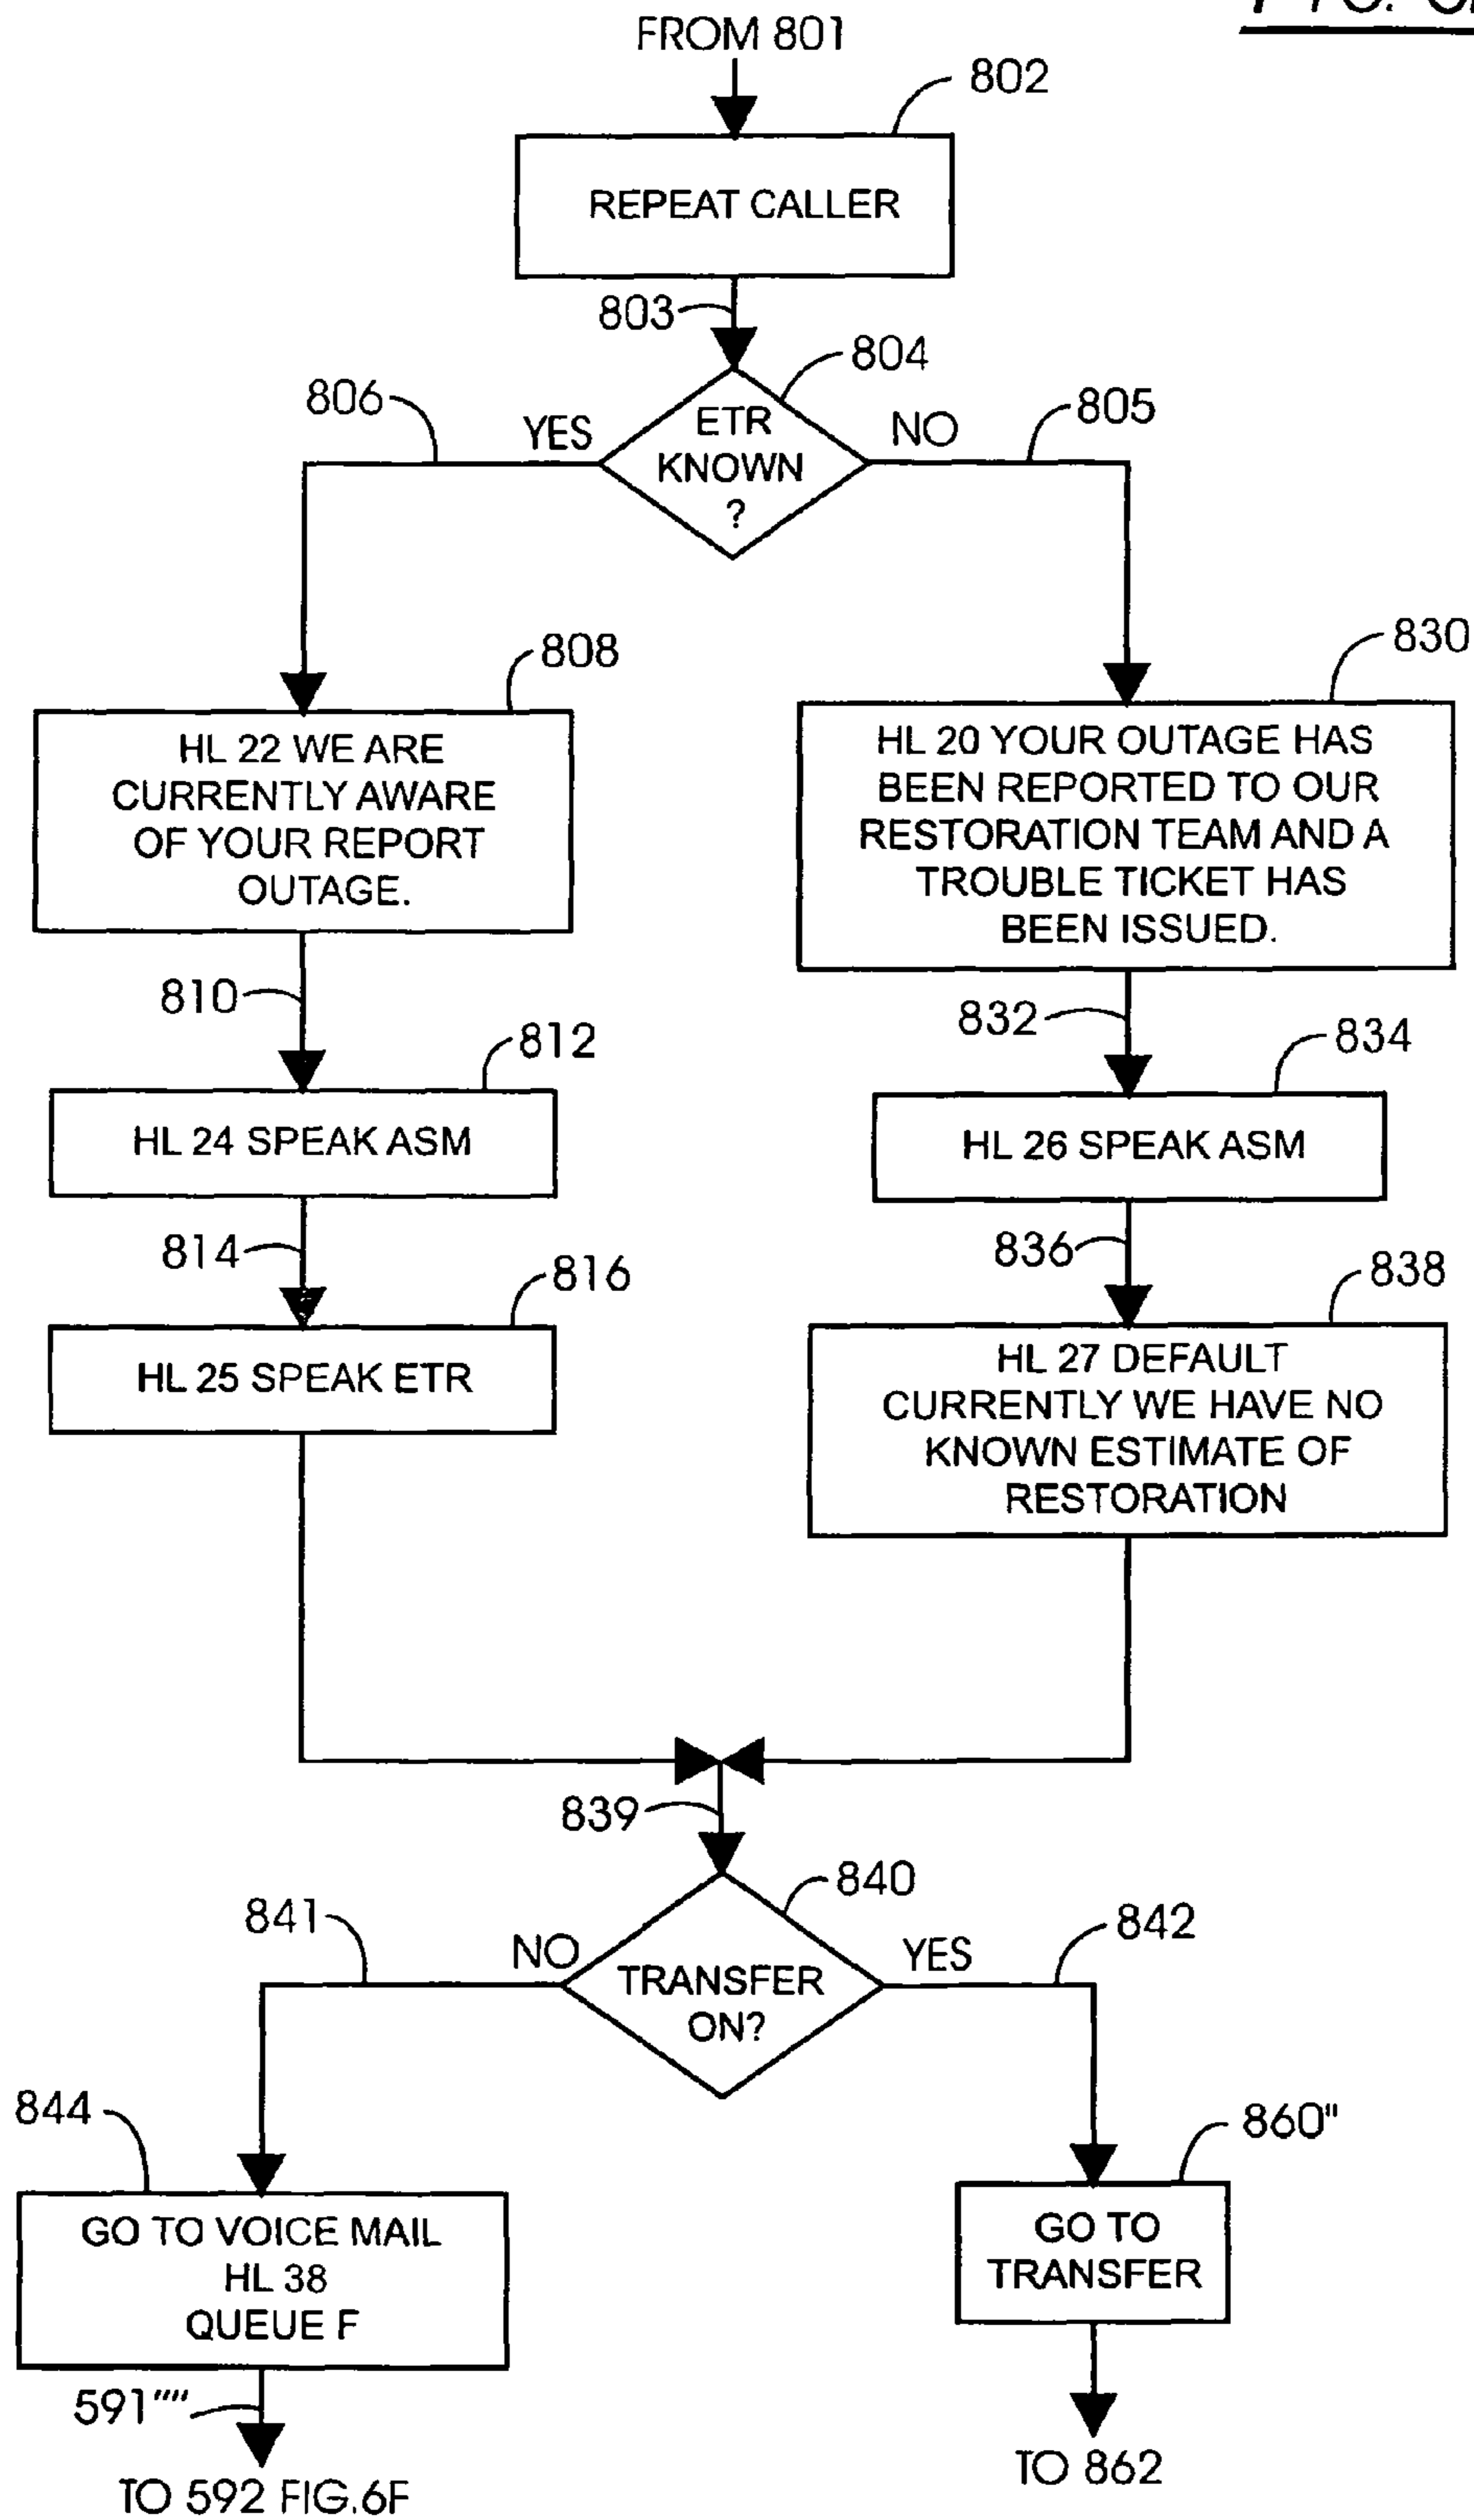 FROM 801
802
REPEAT CALLER
803
804
806
YES
ETR
KNOWN
?
NO
805
808
830
HL 22 WE ARE
CURRENTLY AWARE
OF YOUR REPORT
OUTAGE.
HL 20 YOUR OUTAGE HAS
BEEN REPORTED TO OUR
RESTORATION TEAM AND A
TROUBLE TICKET HAS
BEEN ISSUED.
810
832
812
834
HL 24 SPEAK ASM
HL 26 SPEAK ASM
814
836
816
838
HL 25 SPEAK ETR
HL 27 DEFAULT
CURRENTLY WE HAVE NO
KNOWN ESTIMATE OF
RESTORATION
839
840
841
NO
TRANSFER
ON?
YES
842
844
860"
GO TO VOICE MAIL
HL 38
QUEUE F
GO TO
TRANSFER
591""
TO 592 FIG.6F
TO 862